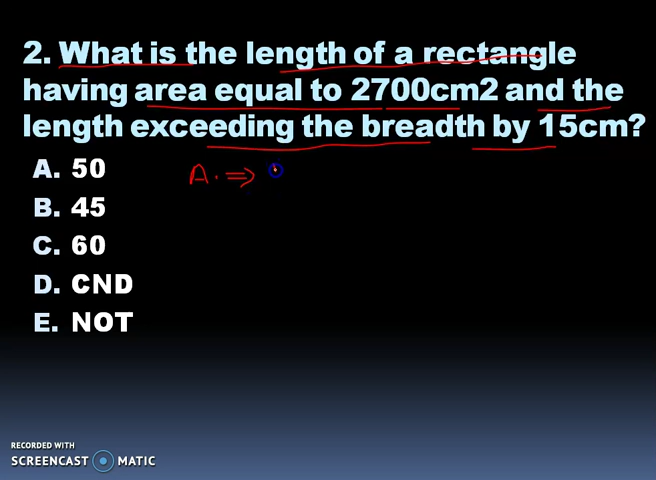 2. What is the length of a rectangle
having area equal to 2700cm2 and the
length exceeding the breadth by 15cm?
A. 50
A. ⇒
B. 45
C. 60
D. CND
E. NOT
RECORDED WITH
SCREENCAST MATIC